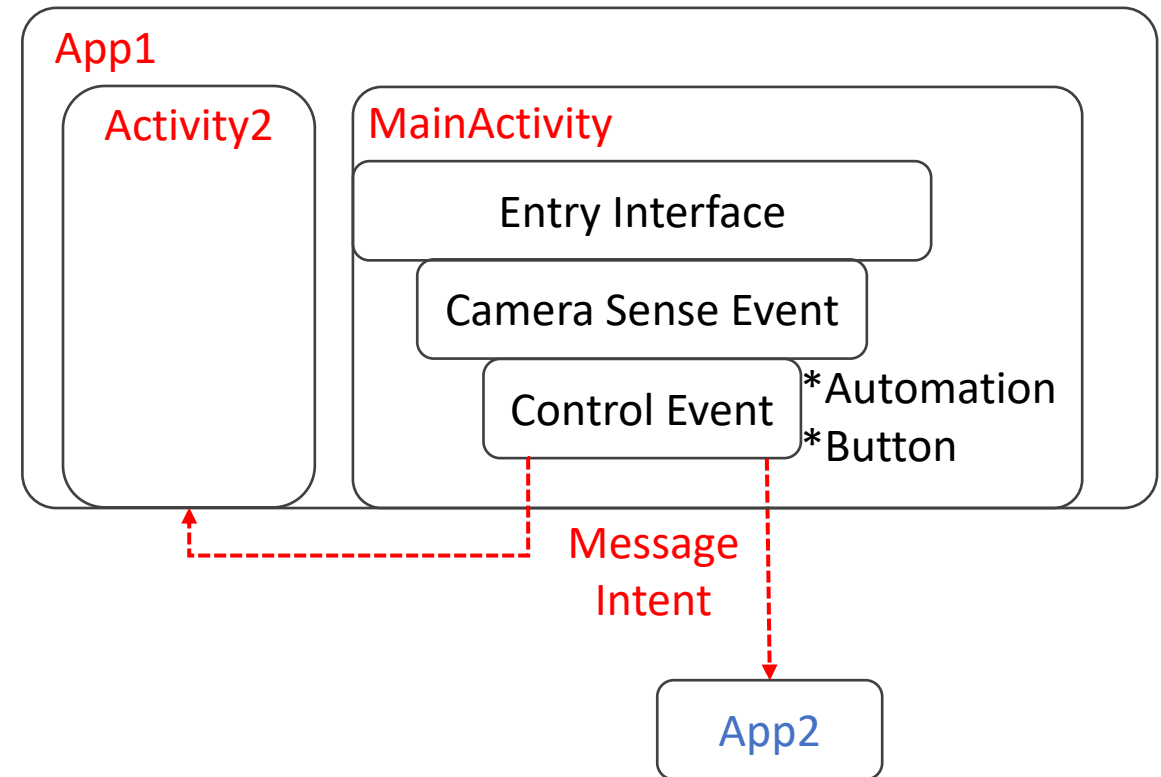 App1
Activity2
MainActivity
Entry Interface
Camera Sense Event
Control Event
*Automation
*Button
Message
Intent
App2